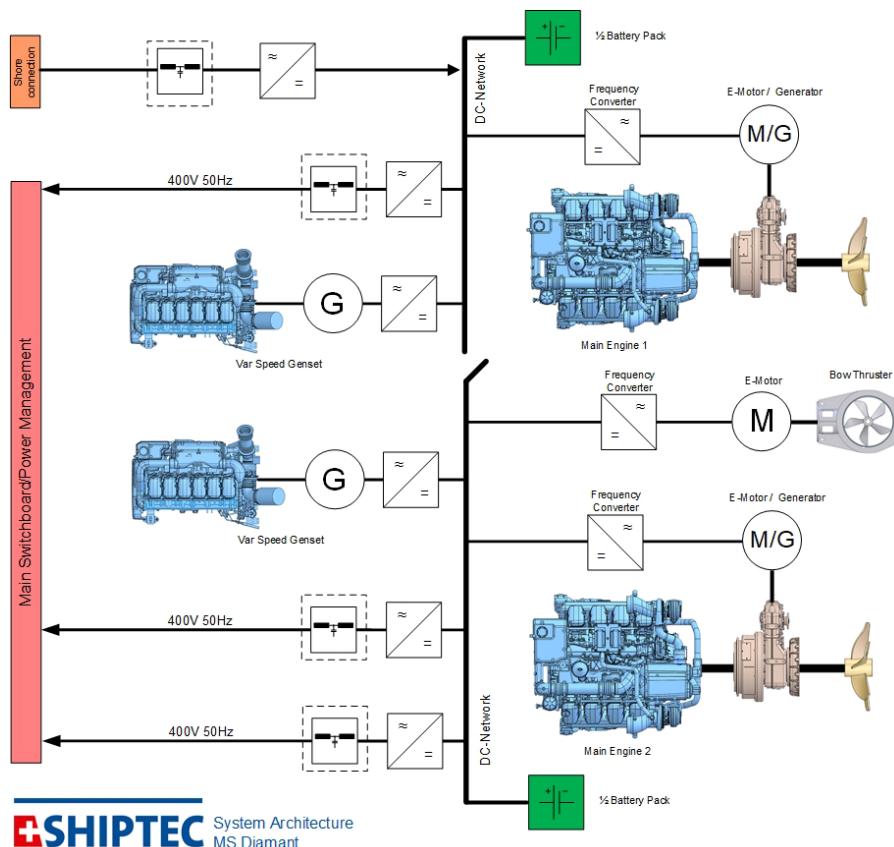 Shore
connection
½ Battery Pack
DC-Network
Frequency
Converter
E-Motor / Generator
M/G
≈
=
≈
=
400V 50Hz
≈
=
Main Engine 1
G
≈
=
Var Speed Genset
Main Switchboard/Power Management
Frequency
Converter
E-Motor
Bow Thruster
≈
=
M
G
≈
=
Var Speed Genset
Frequency
Converter
E-Motor / Generator
≈
=
M/G
400V 50Hz
≈
=
Main Engine 2
DC-Network
400V 50Hz
≈
=
½ Battery Pack
SHIPTEC
System Architecture
MS Diamant